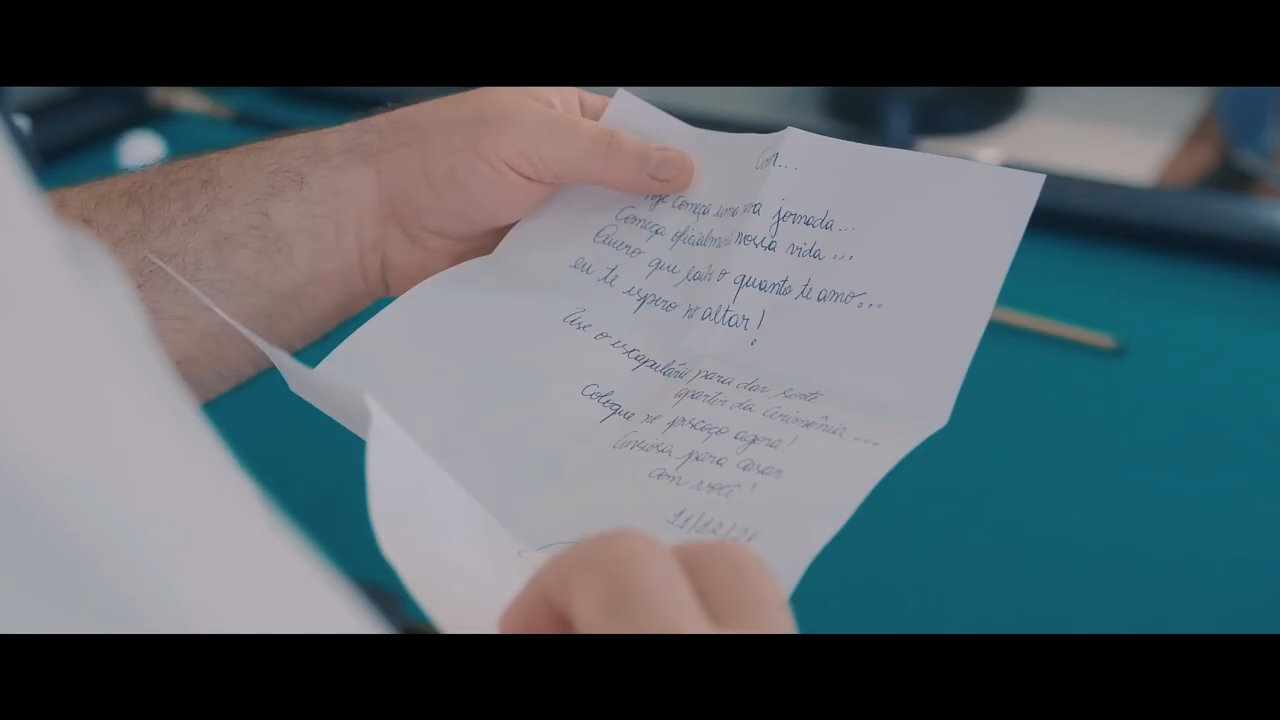 Hoje começa uma nova jornada...
Começa oficialmente nossa vida...
Quero que saiba o quanto te amo...
eu te espero no altar!
Use o escapulário para dar sorte
apartir da Cerimônia...
Coloque no pescoço agora!
Ansiosa para casar
com você!
11/12/21